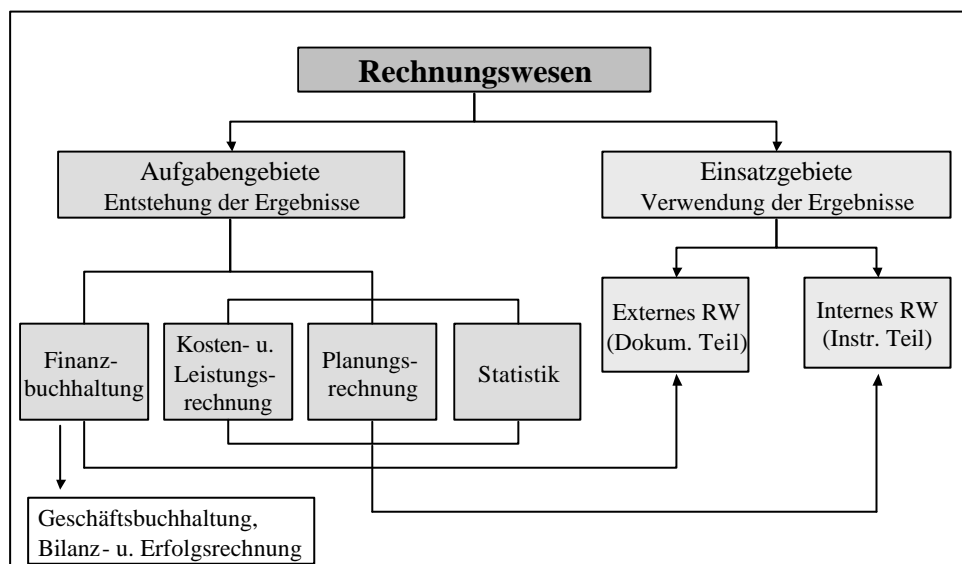 Rechnungswesen
Aufgabengebiete
Entstehung der Ergebnisse
Einsatzgebiete
Verwendung der Ergebnisse
Finanz-
buchhaltung
Kosten- u.
Leistungs-
rechnung
Planungs-
rechnung
Statistik
Externes RW
(Dokum. Teil)
Internes RW
(Instr. Teil)
Geschäftsbuchhaltung,
Bilanz- u. Erfolgsrechnung